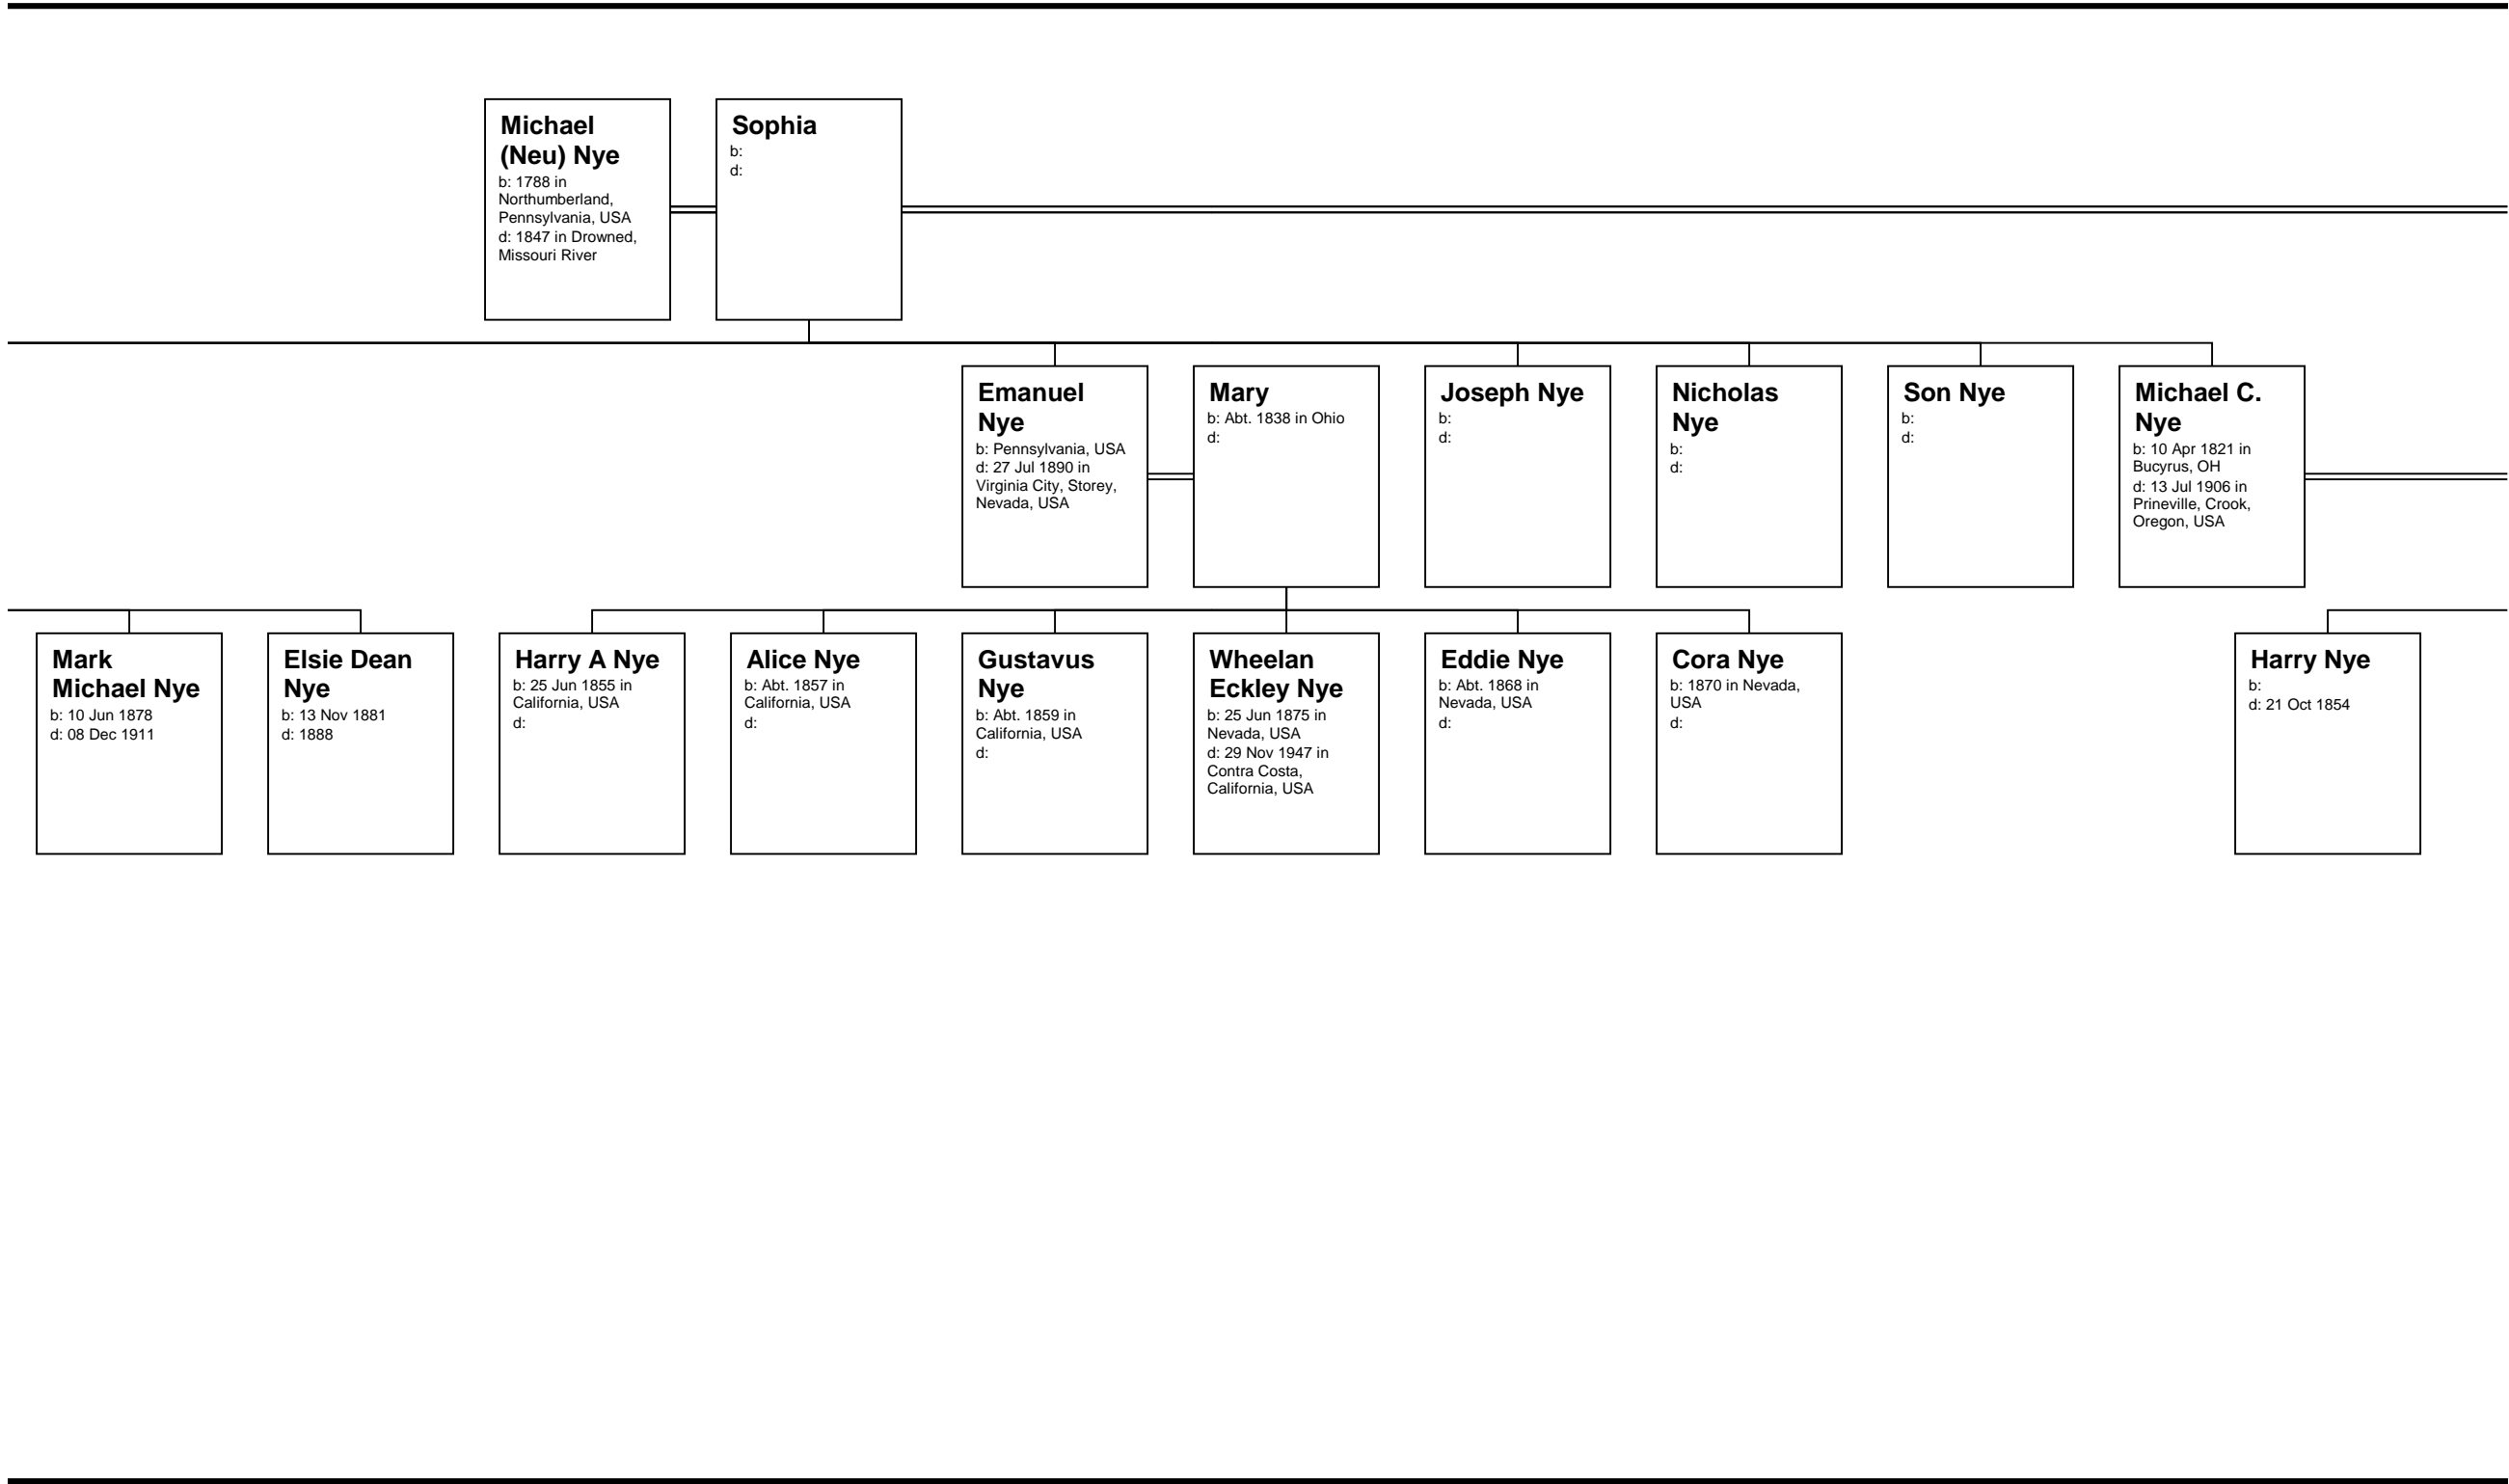 Michael
(Neu) Nye
b: 1788 in
Northumberland,
Pennsylvania, USA
d: 1847 in Drowned,
Missouri River
Sophia
b:
d:
Emanuel
Nye
b: Pennsylvania, USA
d: 27 Jul 1890 in
Virginia City, Storey,
Nevada, USA
Mary
b: Abt. 1838 in Ohio
d:
Joseph Nye
b:
d:
Nicholas
Nye
b:
d:
Son Nye
b:
d:
Michael C.
Nye
b: 10 Apr 1821 in
Bucyrus, OH
d: 13 Jul 1906 in
Prineville, Crook,
Oregon, USA
Mark
Michael Nye
b: 10 Jun 1878
d: 08 Dec 1911
Elsie Dean
Nye
b: 13 Nov 1881
d: 1888
Harry A Nye
b: 25 Jun 1855 in
California, USA
d:
Alice Nye
b: Abt. 1857 in
California, USA
d:
Gustavus
Nye
b: Abt. 1859 in
California, USA
d:
Wheelan
Eckley Nye
b: 25 Jun 1875 in
Nevada, USA
d: 29 Nov 1947 in
Contra Costa,
California, USA
Eddie Nye
b: Abt. 1868 in
Nevada, USA
d:
Cora Nye
b: 1870 in Nevada,
USA
d:
Harry Nye
b:
d: 21 Oct 1854